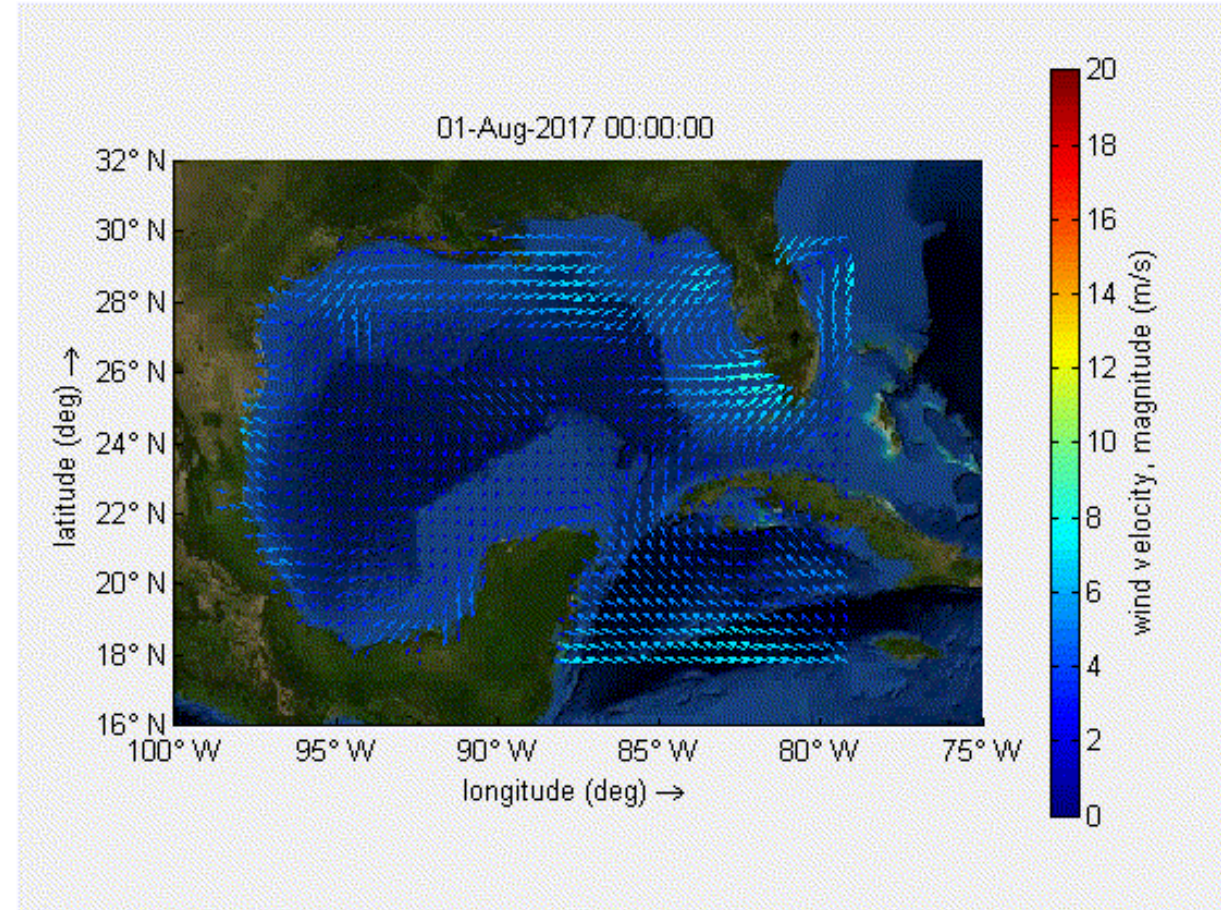 01-Aug-2017 00:00:00
32° N
30° N
28° N
26° N
24° N
22° N
20° N
18° N
16° N
latitude (deg) →
100° W
95° W
90° W
85° W
80° W
75° W
longitude (deg) →
20
18
16
14
12
10
8
6
4
2
0
wind velocity, magnitude (m/s)